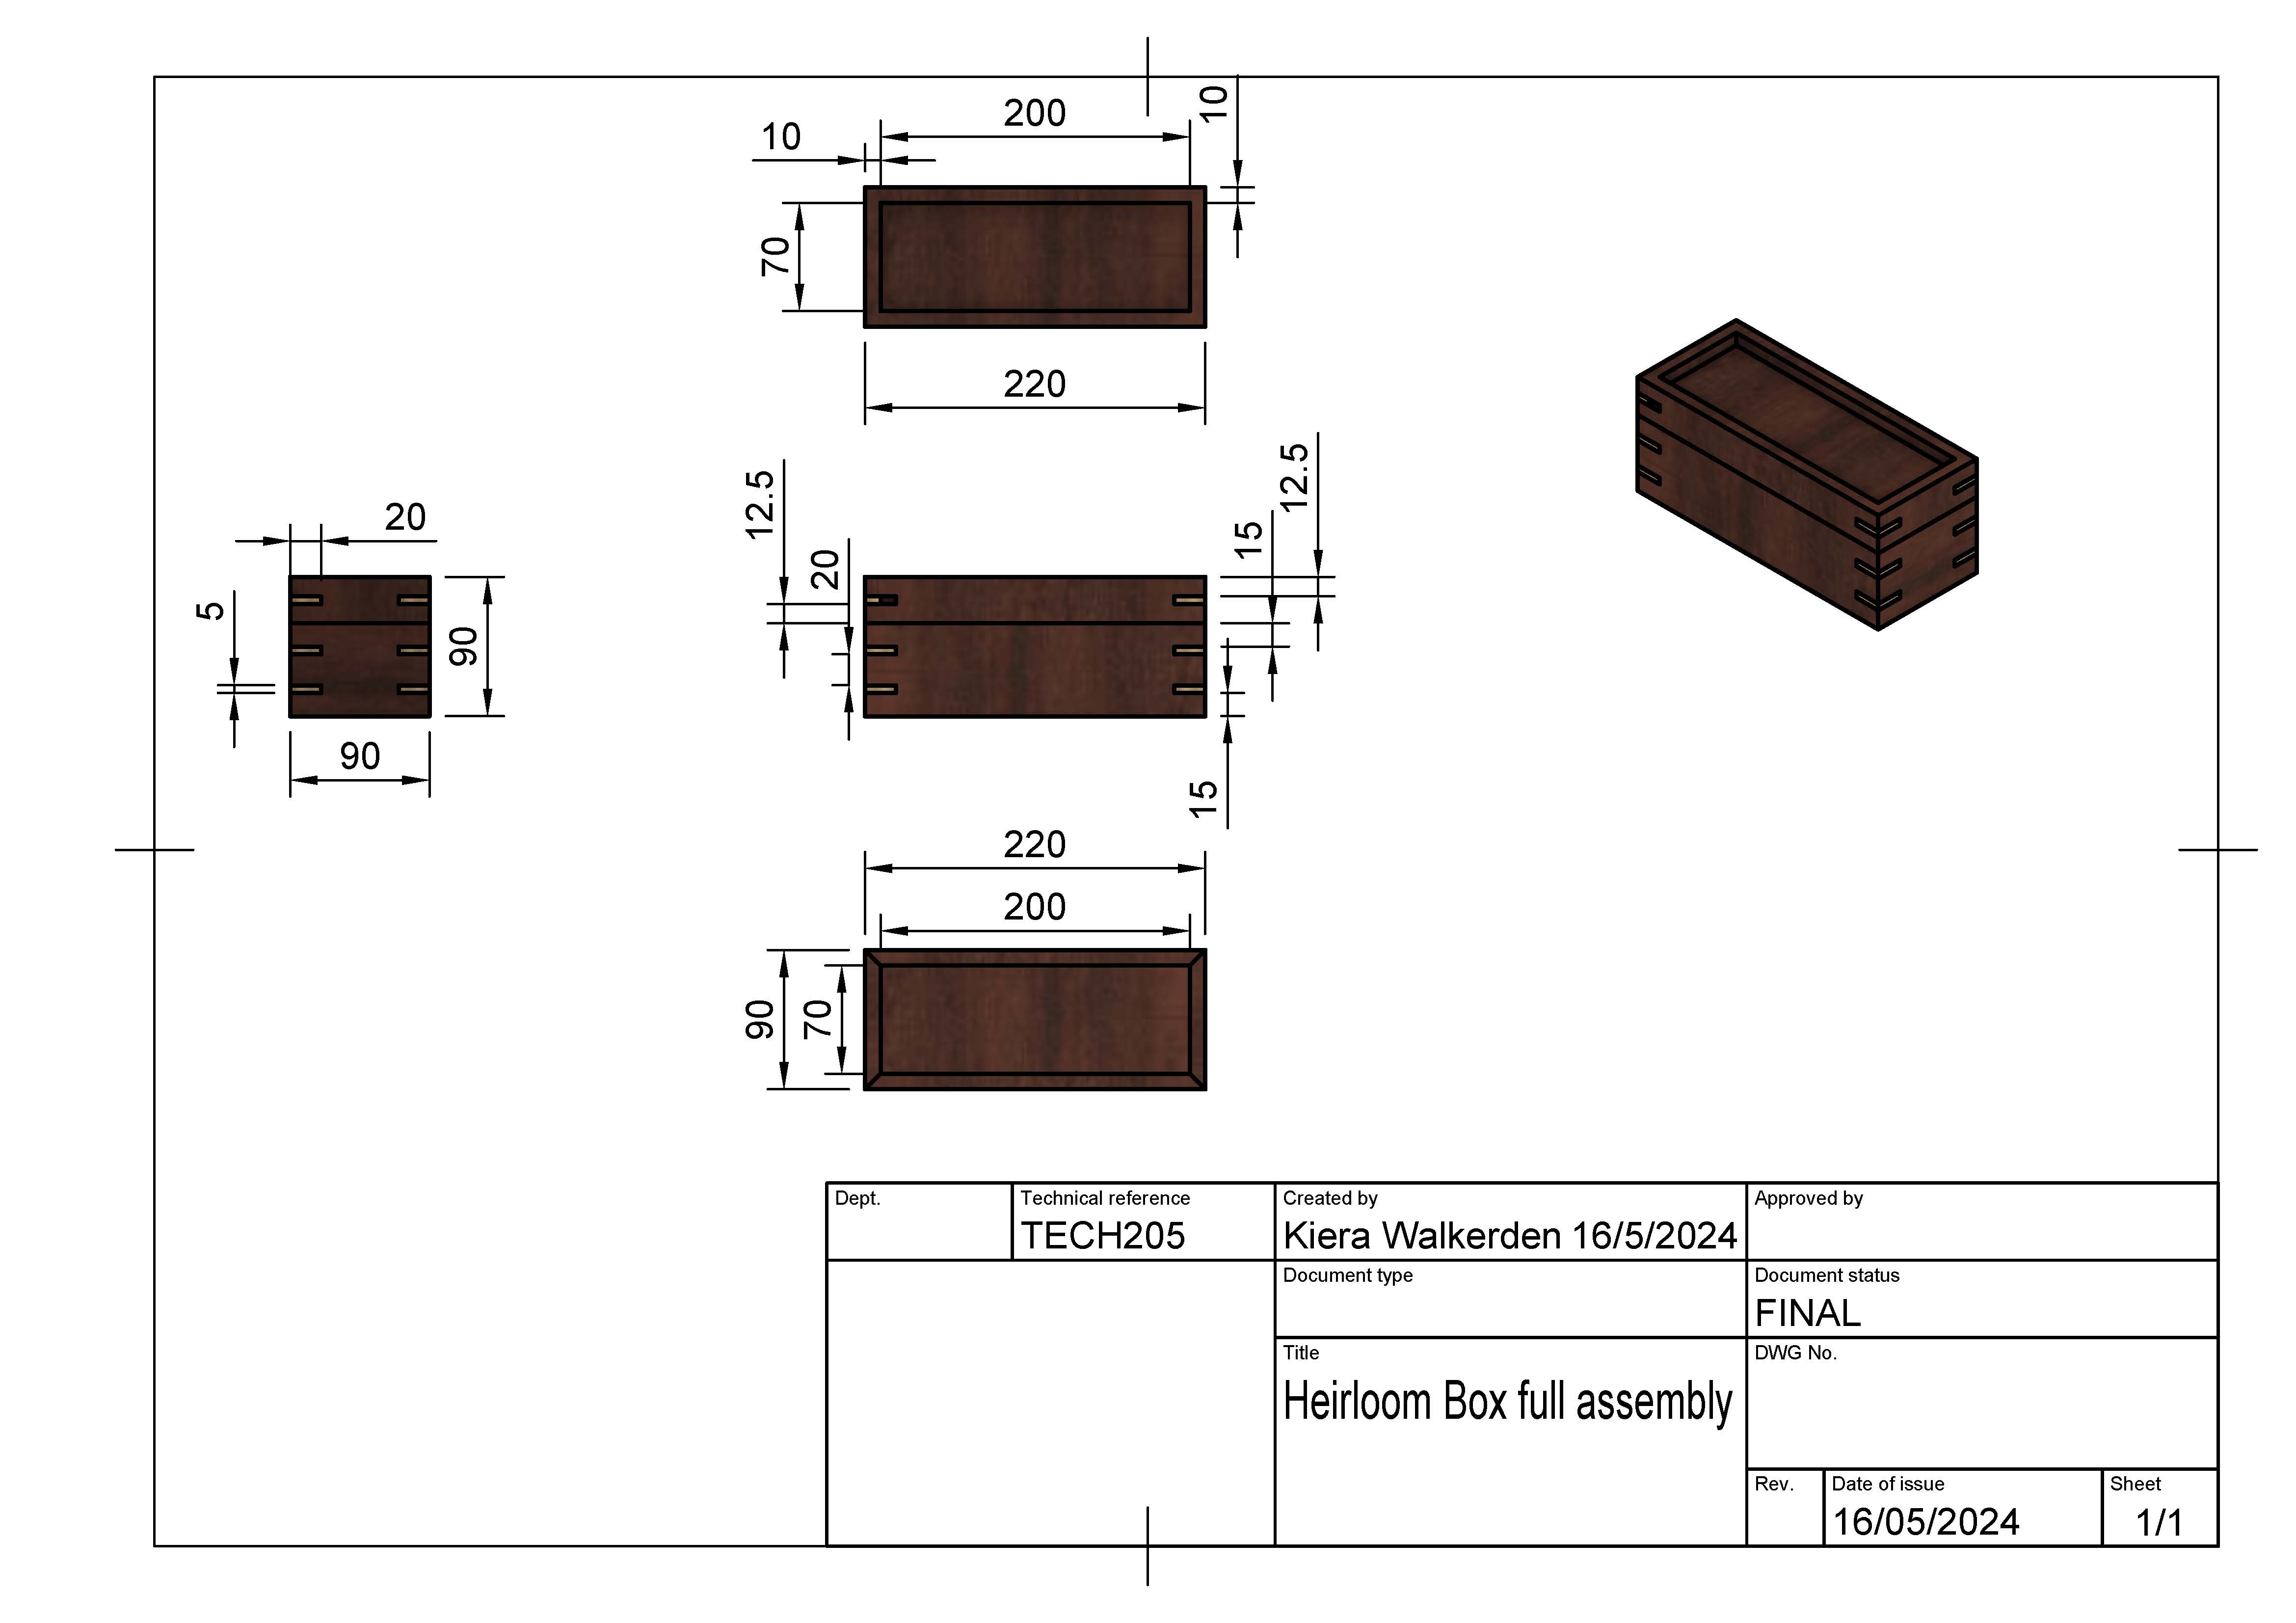 200
10
10
70
220
12.5
12.5
20
15
20
5
90
90
15
220
200
90
70
Dept.
Technical reference
TECH205
Created by
Kiera Walkerden 16/5/2024
Approved by
Document type
Document status
FINAL
Title
Heirloom Box full assembly
DWG No.
Rev.
Date of issue
16/05/2024
Sheet
1/1